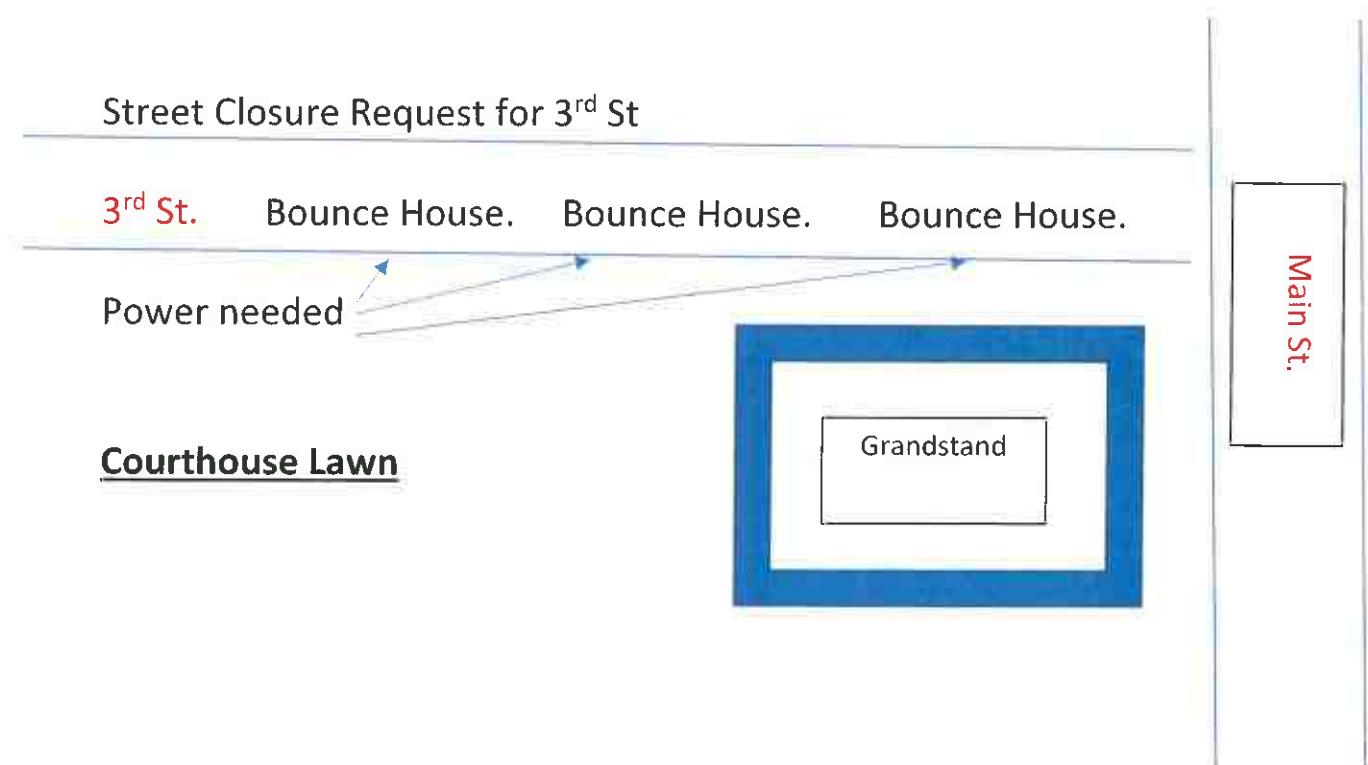 Street Closure Request for 3rd St
3rd St. Bounce House. Bounce House. Bounce House.
Main St.
Power needed
Grandstand
Courthouse Lawn